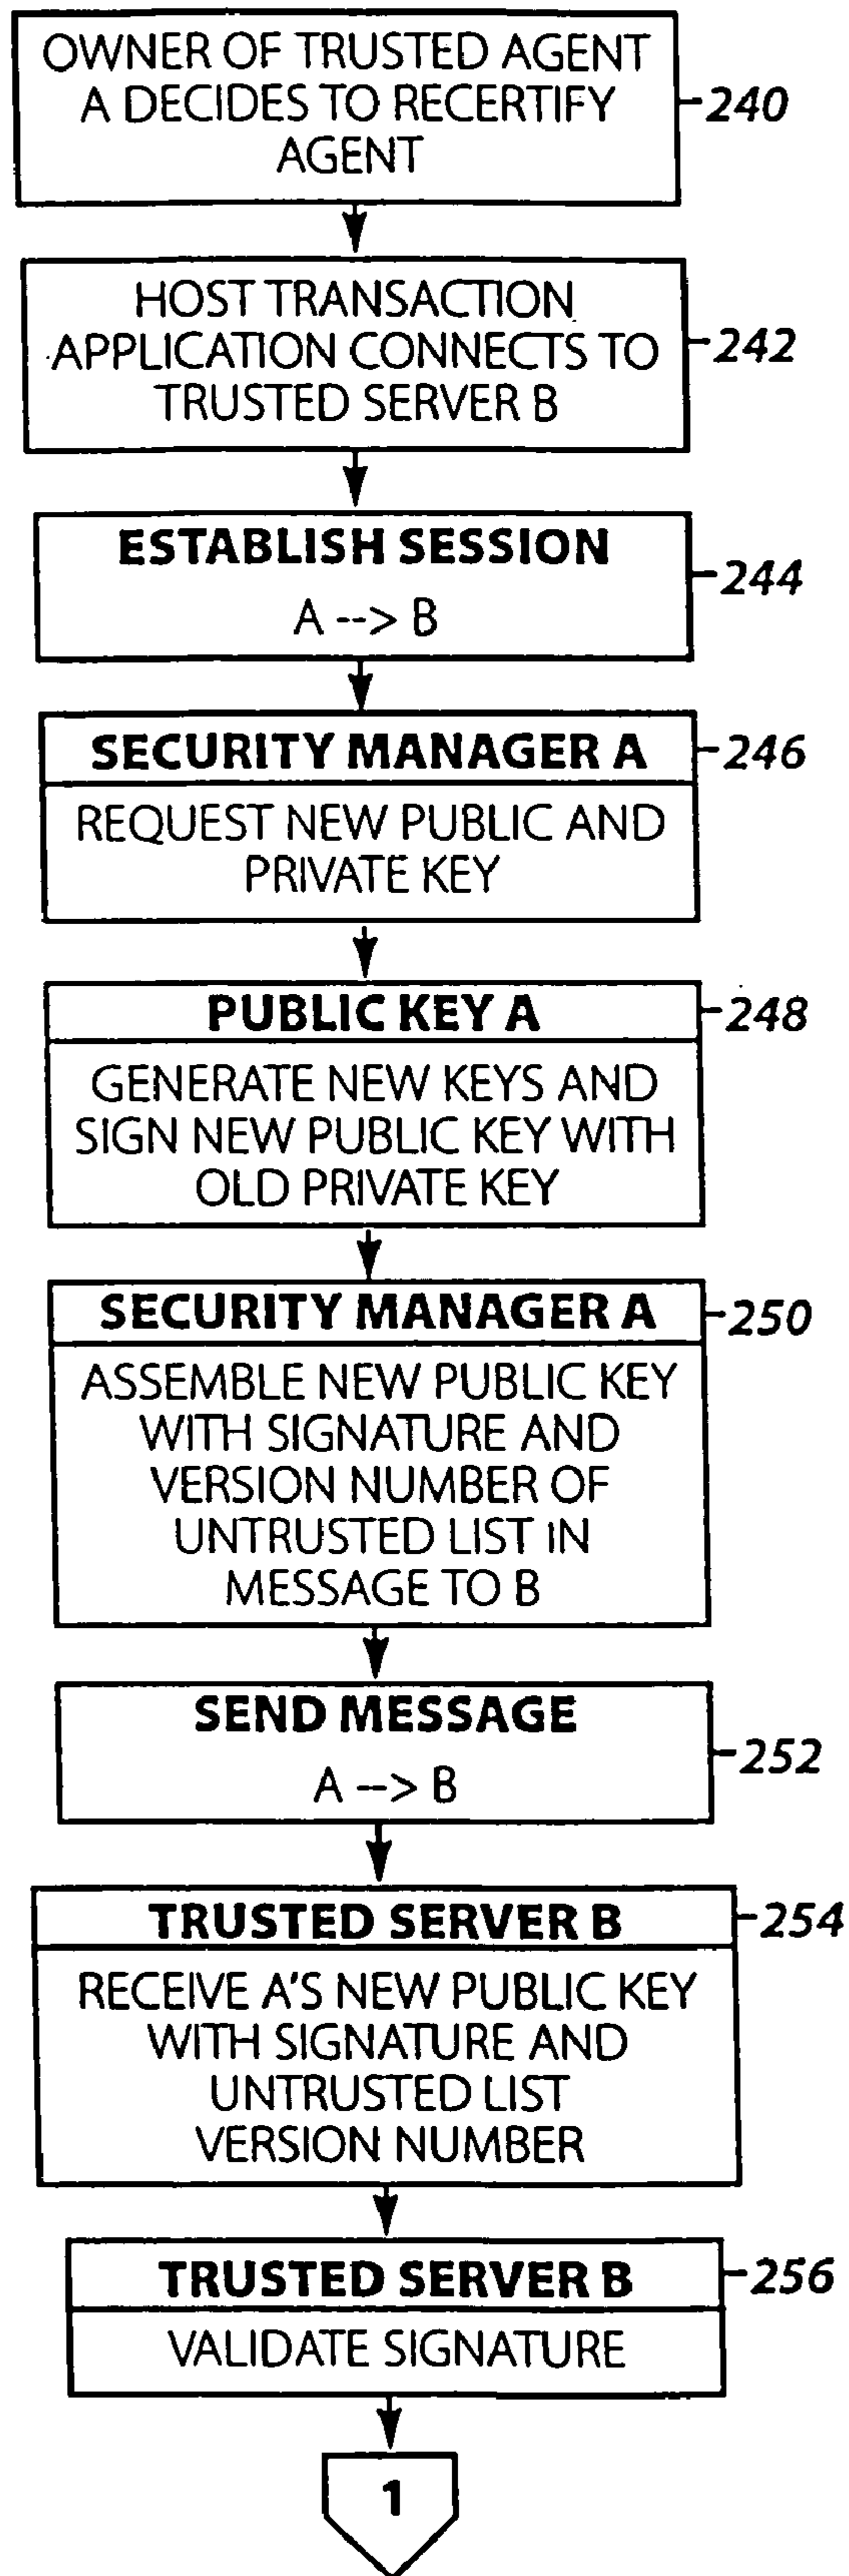 OWNER OF TRUSTED AGENT
A DECIDES TO RECERTIFY
AGENT
240
HOST TRANSACTION
APPLICATION CONNECTS TO
TRUSTED SERVER B
242
ESTABLISH SESSION
A --> B
244
SECURITY MANAGER A
246
REQUEST NEW PUBLIC AND
PRIVATE KEY
PUBLIC KEY A
248
GENERATE NEW KEYS AND
SIGN NEW PUBLIC KEY WITH
OLD PRIVATE KEY
SECURITY MANAGER A
250
ASSEMBLE NEW PUBLIC KEY
WITH SIGNATURE AND
VERSION NUMBER OF
UNTRUSTED LIST IN
MESSAGE TO B
SEND MESSAGE
A --> B
252
TRUSTED SERVER B
254
RECEIVE A'S NEW PUBLIC KEY
WITH SIGNATURE AND
UNTRUSTED LIST
VERSION NUMBER
TRUSTED SERVER B
256
VALIDATE SIGNATURE
1